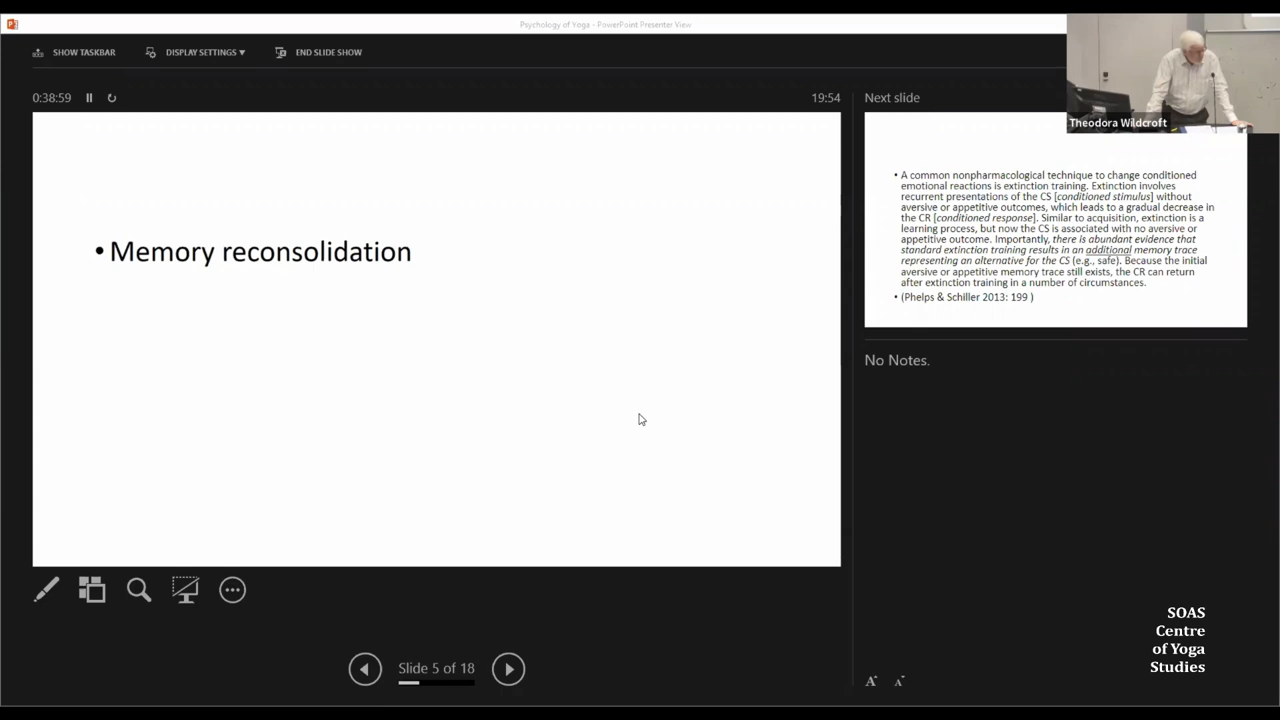 Psychology of Yoga - PowerPoint Presenter View
SHOW TASKBAR
DISPLAY SETTINGS
END SLIDE SHOW
Theodora Wildcroft
0:38:59
19:54
Next slide
• Memory reconsolidation
• A common nonpharmacological technique to change conditioned
emotional reactions is extinction training. Extinction involves
recurrent presentations of the CS [conditioned stimulus] without
aversive or appetitive outcomes, which leads to a gradual decrease in
the CR [conditioned response]. Similar to acquisition, extinction is a
learning process, but now the CS is associated with no aversive or
appetitive outcome. Importantly, there is abundant evidence that
standard extinction training results in an additional memory trace
representing an alternative for the CS (e.g., safe). Because the initial
aversive or appetitive memory trace still exists, the CR can return
after extinction training in a number of circumstances.
• (Phelps & Schiller 2013: 199 )
No Notes.
Slide 5 of 18
SOAS
Centre
of Yoga
Studies
A A